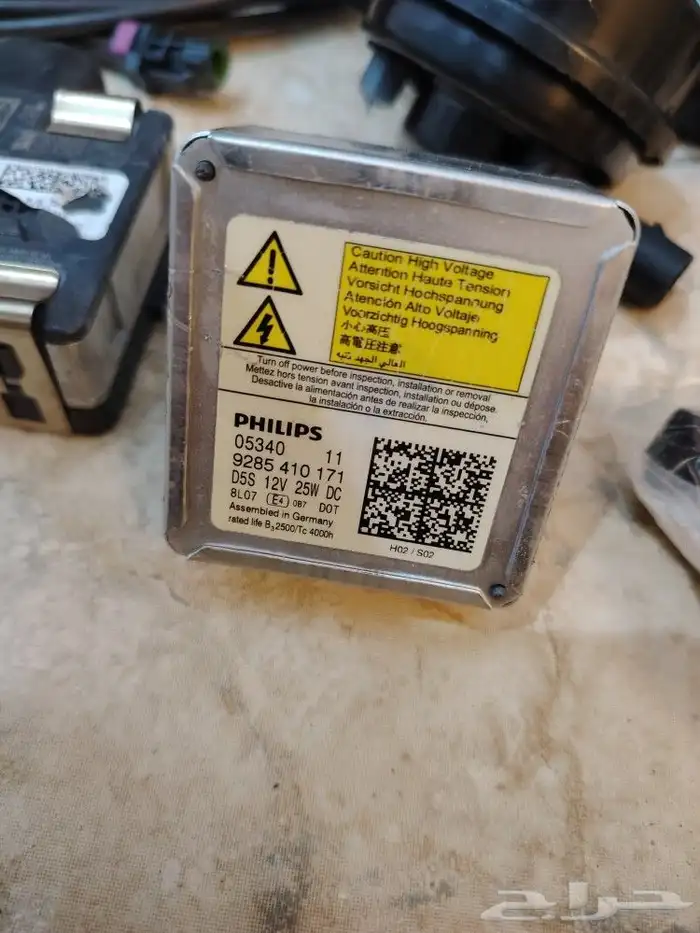 Caution High Voltage
Attention Haute Tension
Vorsicht Hochspannung
Atención Alto Voltaje
Voorzichtig Hoogspanning
小心高压
高電圧注意
Turn off power before inspection, installation or removal
Mettez hors tension avant inspection, installation ou dépose.
Desactive la alimentación antes de realizar la inspección,
la instalación o la extracción.
PHILIPS
05340 11
9285 410 171
D5S 12V 25W DC
8L07 E4 087 DOT
Assembled in Germany
rated life B3 2500/Tc 4000h
H02 / S02
حراج